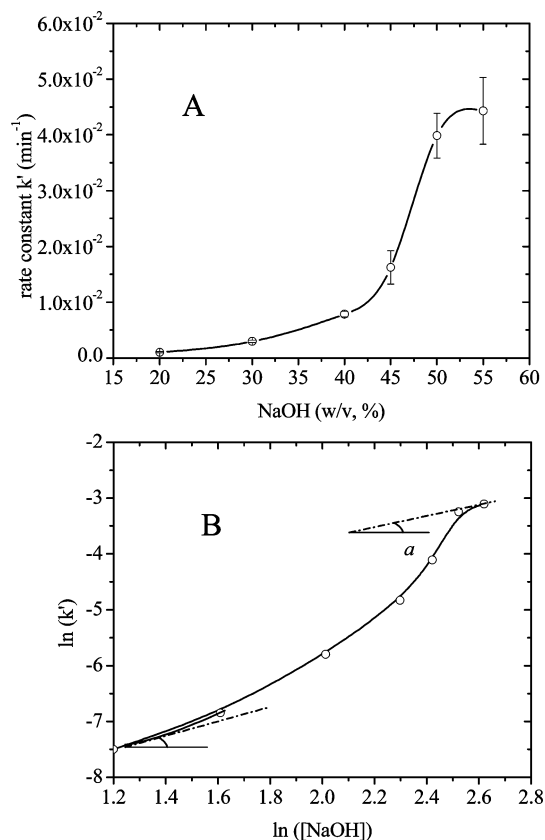 6.0x10⁻²
5.0x10⁻²
4.0x10⁻²
3.0x10⁻²
2.0x10⁻²
1.0x10⁻²
0.0
rate constant k' (min⁻¹)
A
15 20 25 30 35 40 45 50 55 60
NaOH (w/v, %)
-2
-3
-4
-5
-6
-7
-8
ln (k')
B
a
1.2 1.4 1.6 1.8 2.0 2.2 2.4 2.6 2.8
ln ([NaOH])